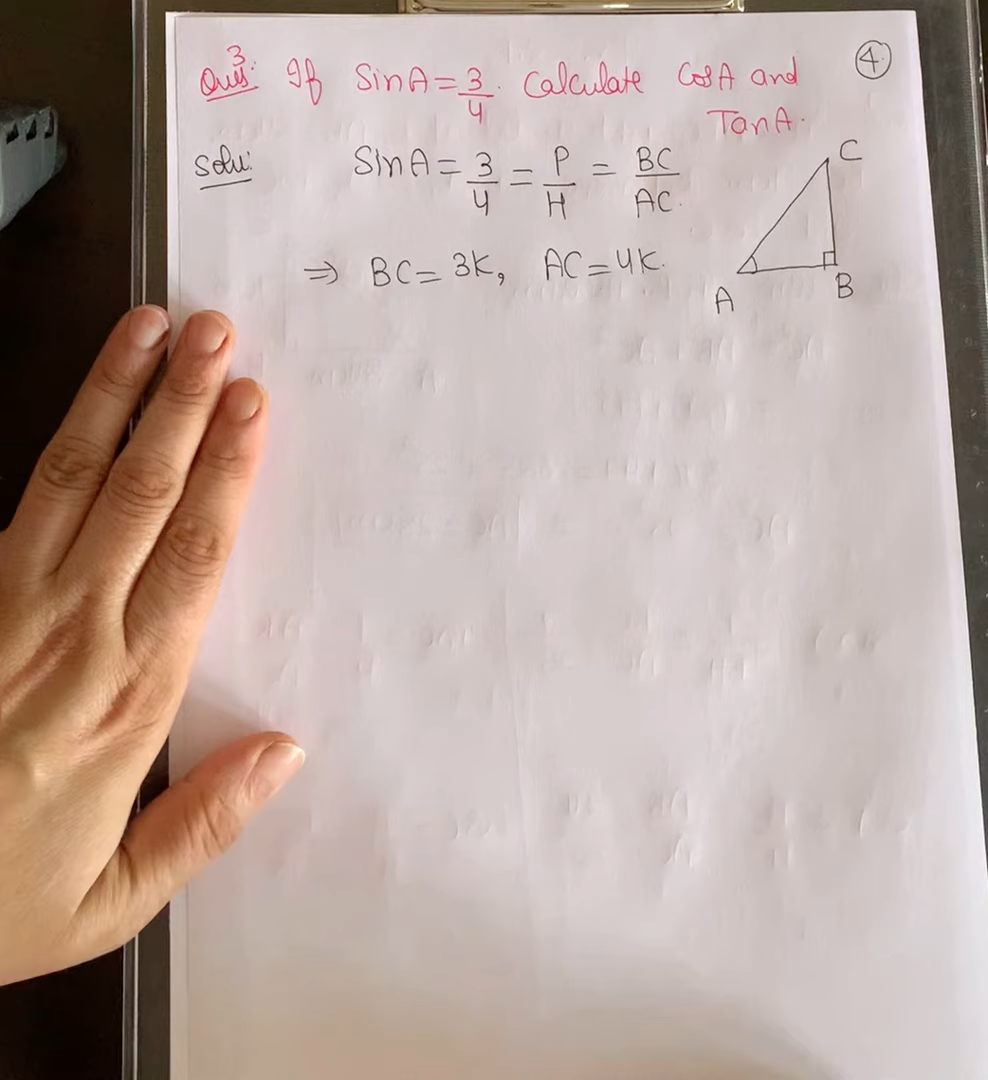 Ques: 3 If SinA = 3/4. Calculate CosA and TanA. 
④
Solu: SinA = 3/4 = P/H = BC/AC.
⇒ BC = 3K, AC = 4K.
C
A
B